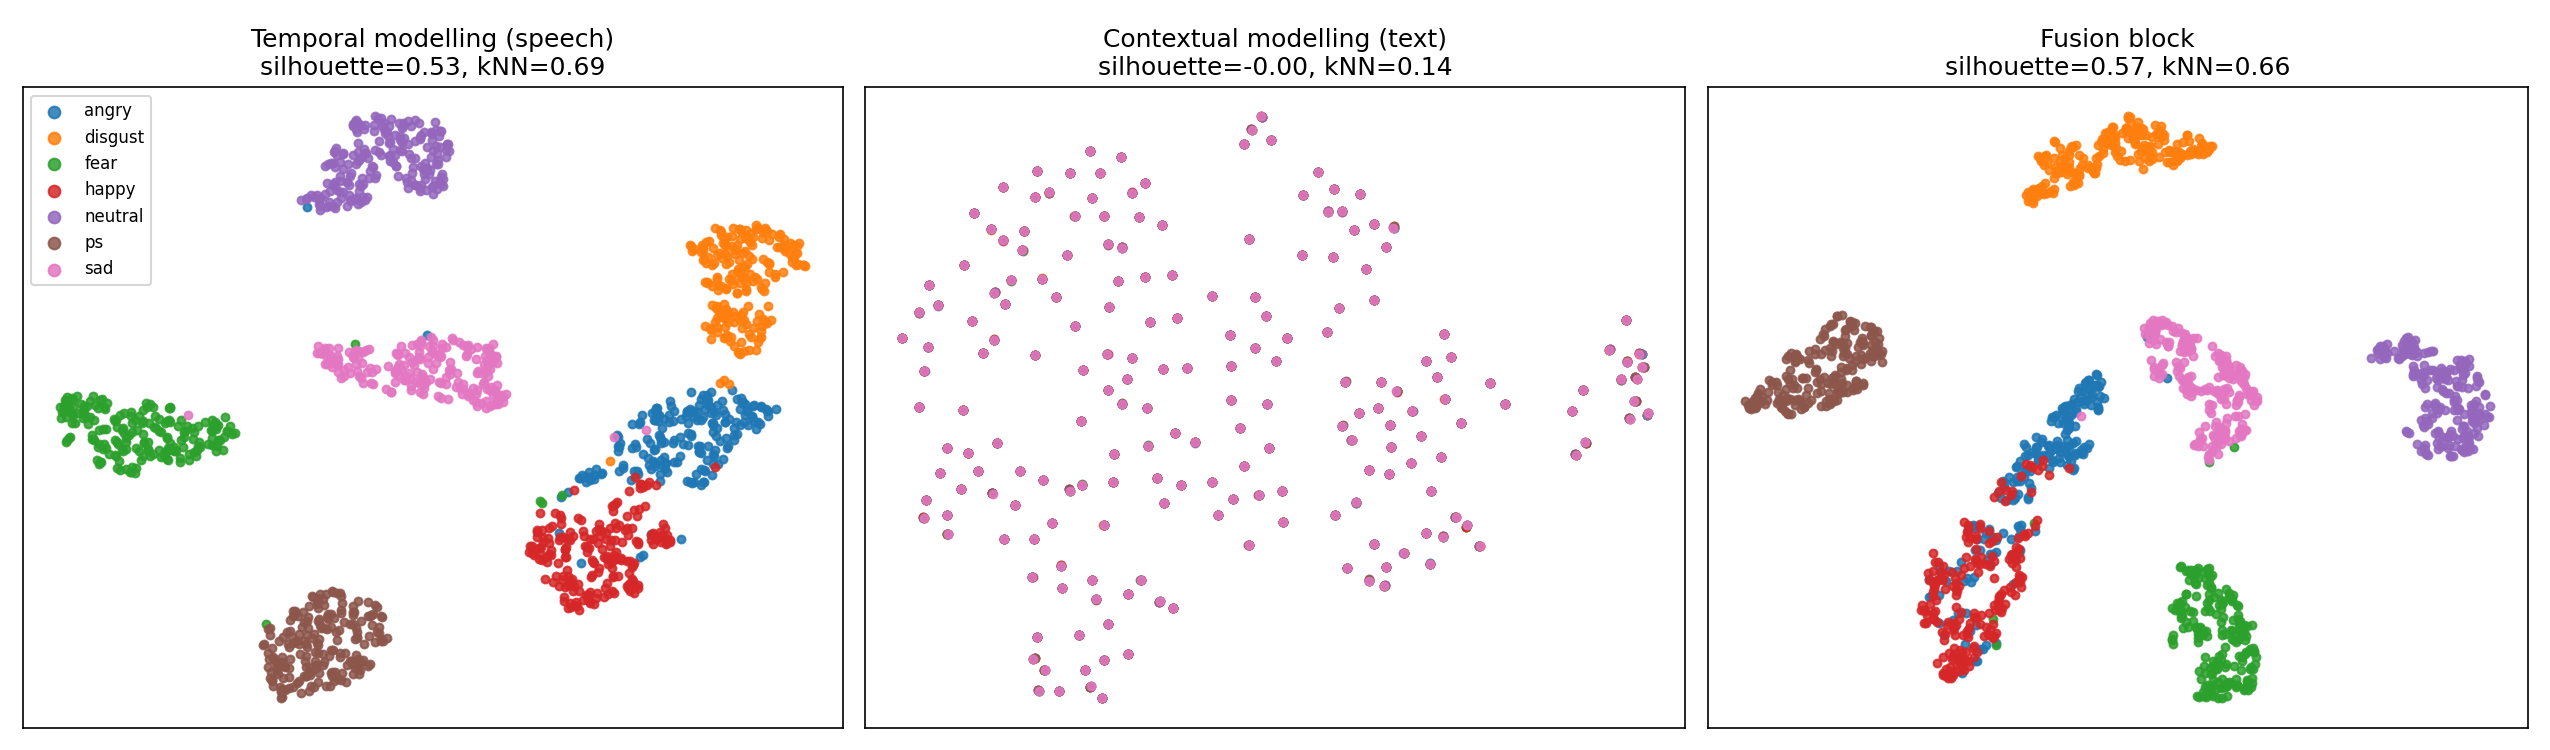 Temporal modelling (speech)
silhouette=0.53, kNN=0.69
angry
disgust
fear
happy
neutral
ps
sad
Contextual modelling (text)
silhouette=-0.00, kNN=0.14
Fusion block
silhouette=0.57, kNN=0.66